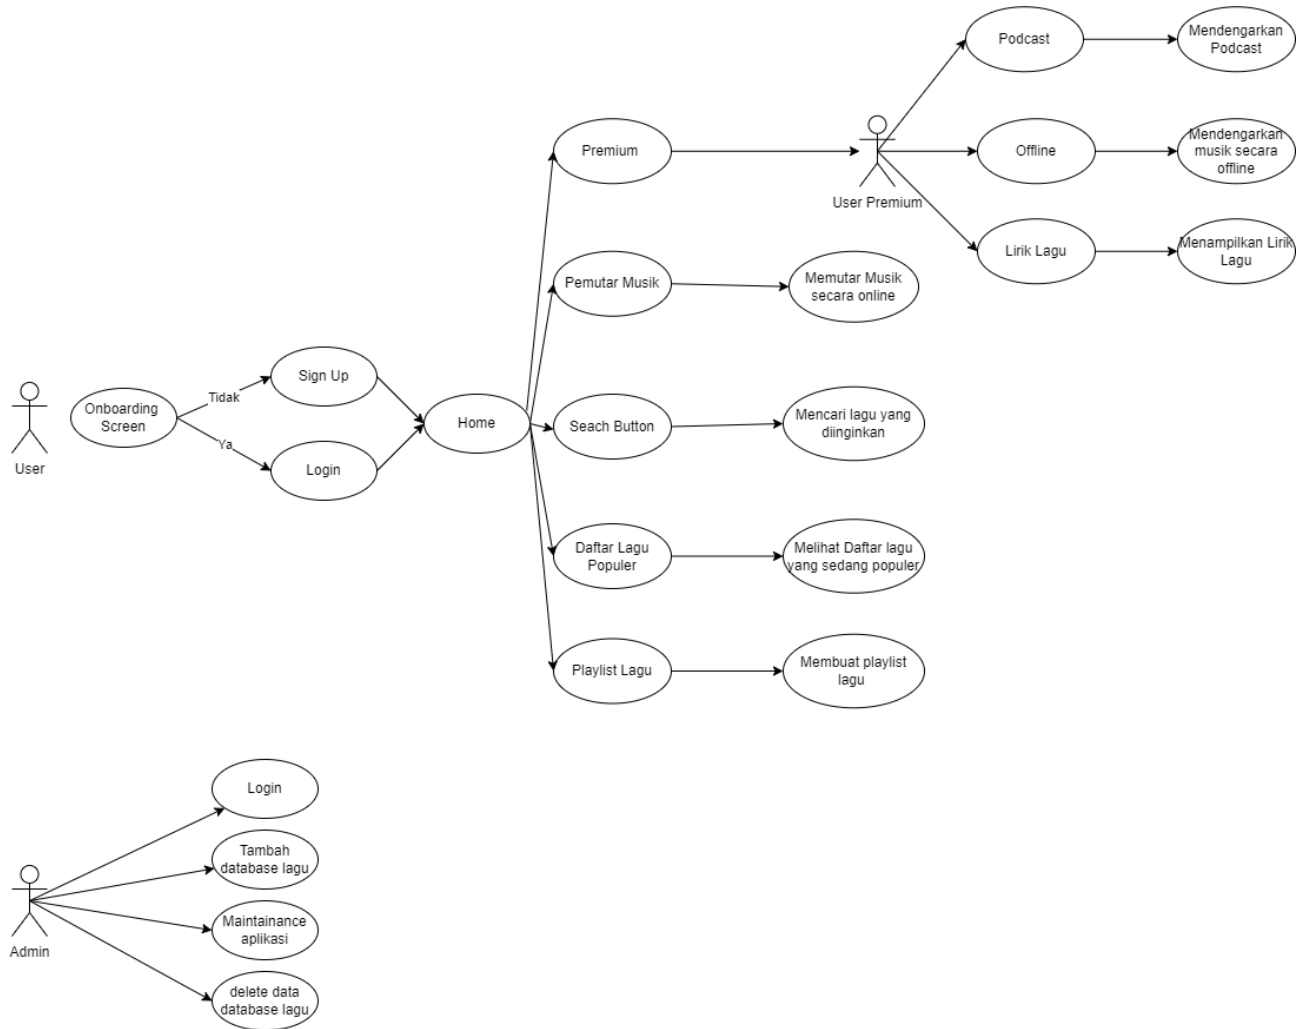 Podcast
Mendengarkan
Podcast
Premium
User Premium
Offline
Mendengarkan
musik secara
offline
Lirik Lagu
Menampilkan Lirik
Lagu
Pemutar Musik
Memutar Musik
secara online
User
Onboarding
Screen
Tidak
Ya
Sign Up
Login
Home
Seach Button
Mencari lagu yang
diinginkan
Daftar Lagu
Populer
Melihat Daftar lagu
yang sedang populer
Playlist Lagu
Membuat playlist
lagu
Admin
Login
Tambah
database lagu
Maintainance
aplikasi
delete data
database lagu